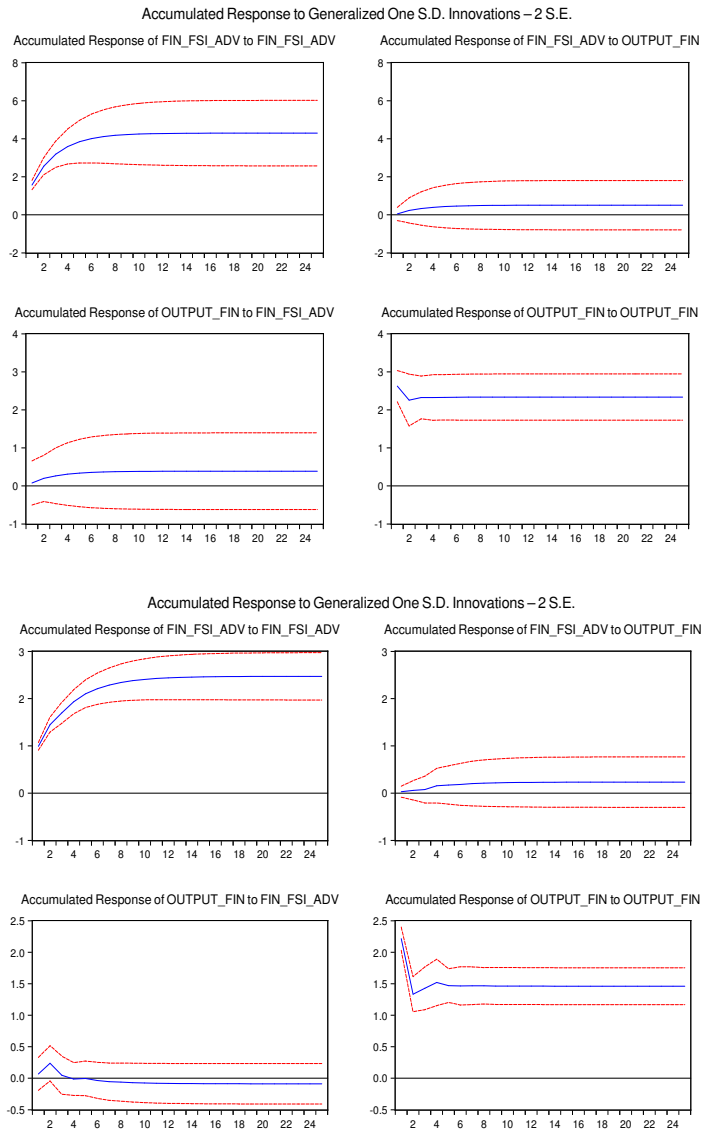 Accumulated Response to Generalized One S.D. Innovations – 2 S.E.
Accumulated Response of FIN_FSI_ADV to FIN_FSI_ADV
8
6
4
2
0
-2
2 4 6 8 10 12 14 16 18 20 22 24
Accumulated Response of FIN_FSI_ADV to OUTPUT_FIN
8
6
4
2
0
-2
2 4 6 8 10 12 14 16 18 20 22 24
Accumulated Response of OUTPUT_FIN to FIN_FSI_ADV
4
3
2
1
0
-1
2 4 6 8 10 12 14 16 18 20 22 24
Accumulated Response of OUTPUT_FIN to OUTPUT_FIN
4
3
2
1
0
-1
2 4 6 8 10 12 14 16 18 20 22 24
Accumulated Response to Generalized One S.D. Innovations – 2 S.E.
Accumulated Response of FIN_FSI_ADV to FIN_FSI_ADV
3
2
1
0
-1
2 4 6 8 10 12 14 16 18 20 22 24
Accumulated Response of FIN_FSI_ADV to OUTPUT_FIN
3
2
1
0
-1
2 4 6 8 10 12 14 16 18 20 22 24
Accumulated Response of OUTPUT_FIN to FIN_FSI_ADV
2.5
2.0
1.5
1.0
0.5
0.0
-0.5
2 4 6 8 10 12 14 16 18 20 22 24
Accumulated Response of OUTPUT_FIN to OUTPUT_FIN
2.5
2.0
1.5
1.0
0.5
0.0
-0.5
2 4 6 8 10 12 14 16 18 20 22 24